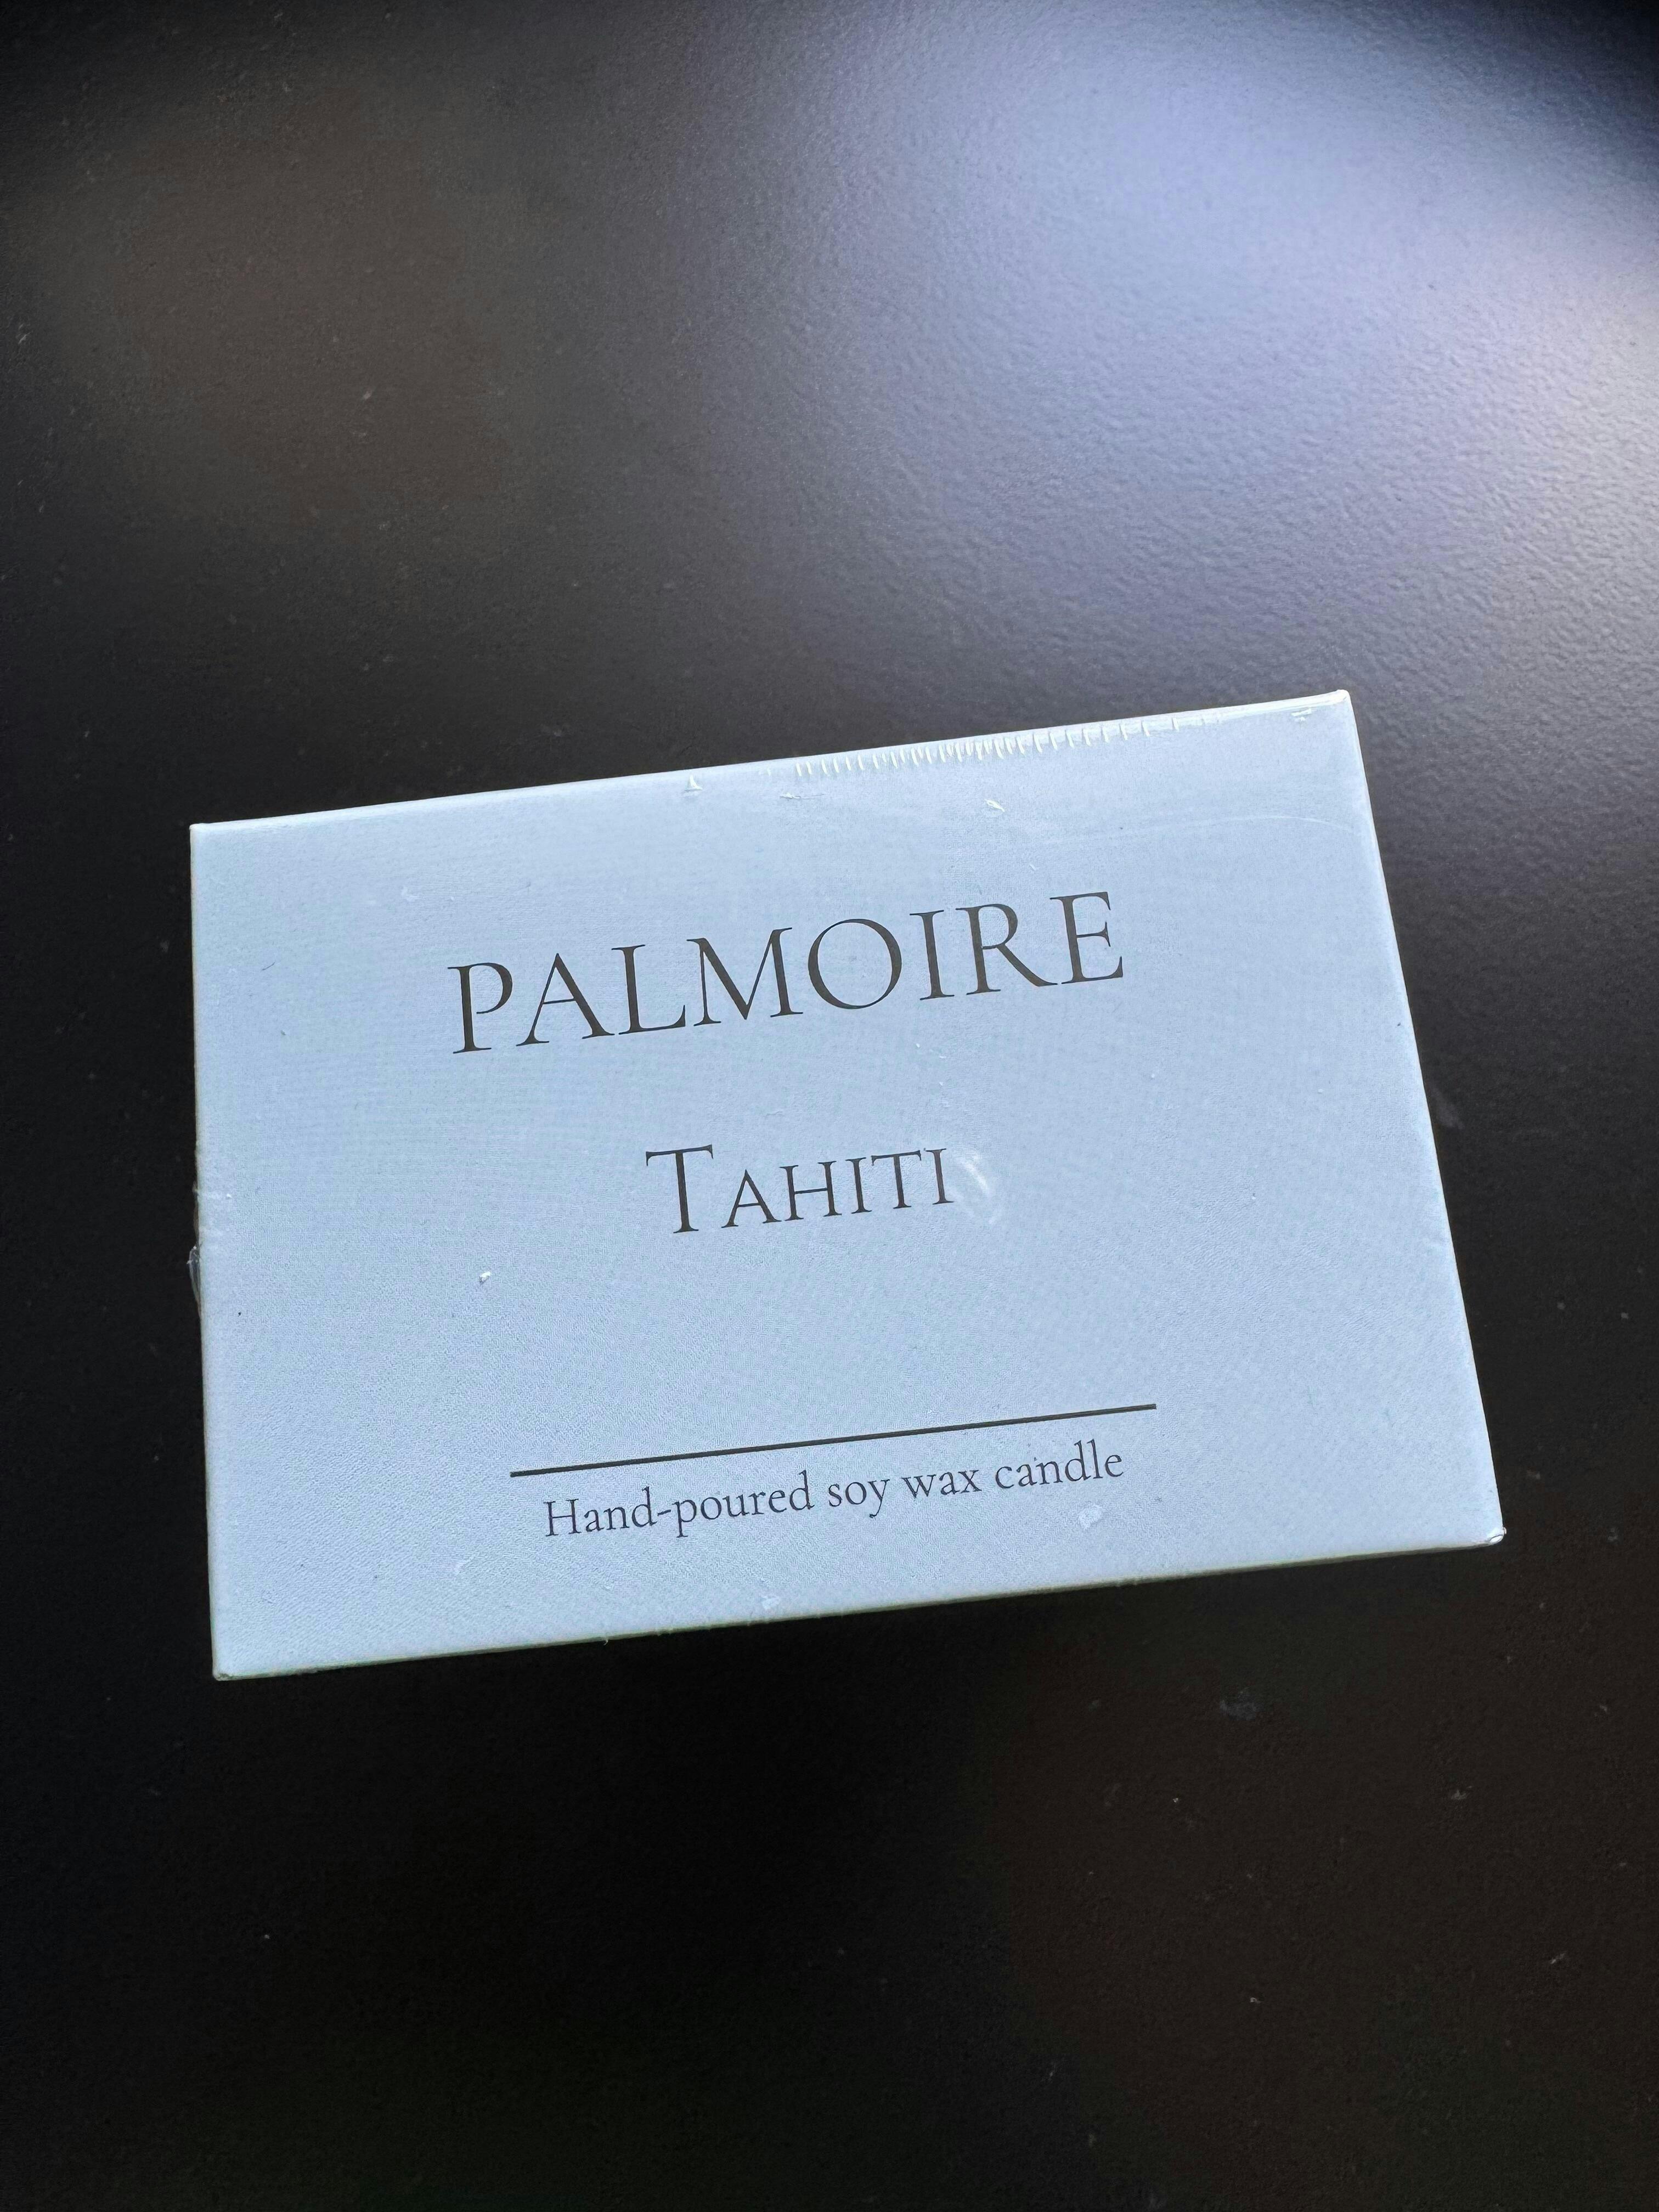 PALMOIRE
TAHITI
Hand-poured soy wax candle